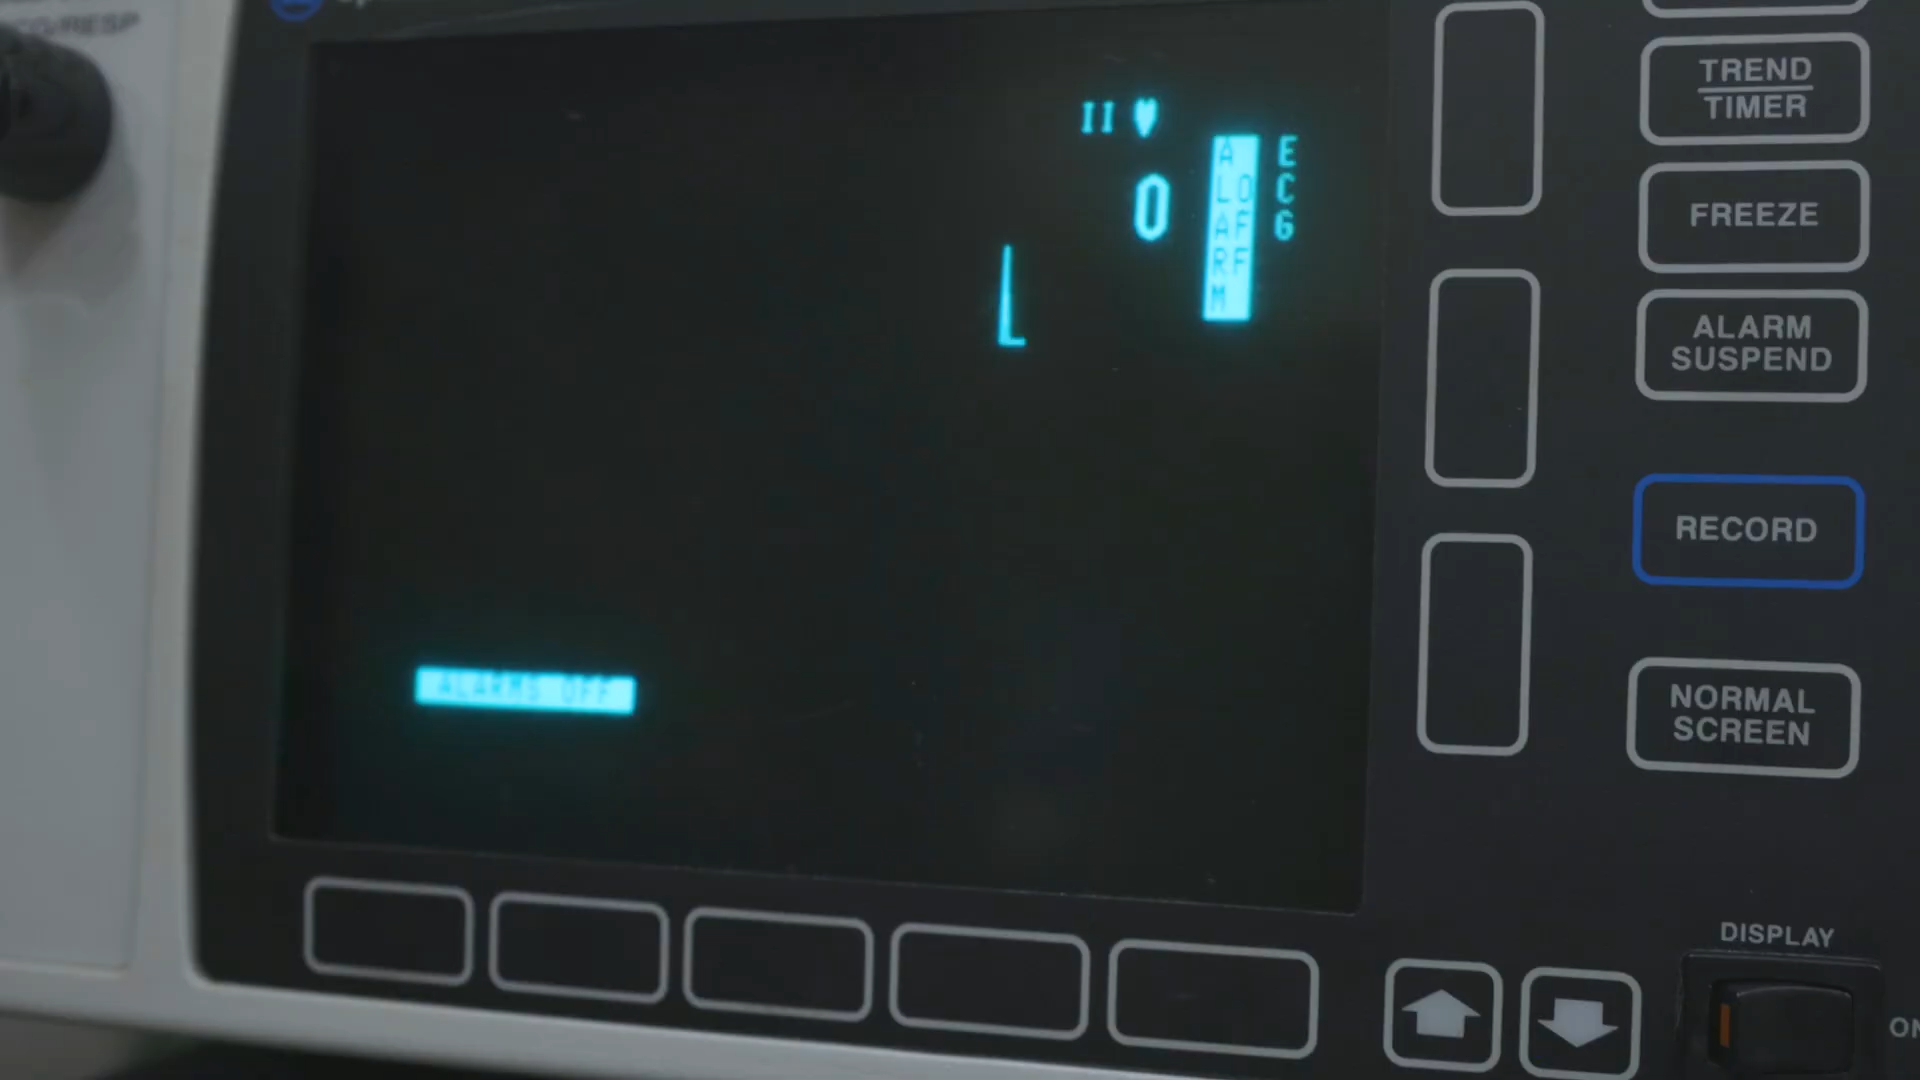 TREND
TIMER
II ♥
0
ALARM
OFF
ECG
FREEZE
ALARM
SUSPEND
RECORD
ALARMS OFF
NORMAL
SCREEN
DISPLAY